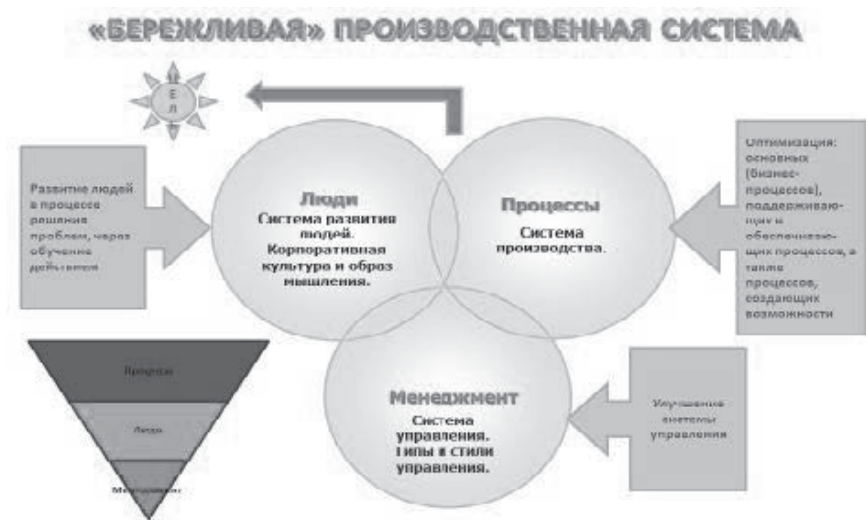 «БЕРЕЖЛИВАЯ» ПРОИЗВОДСТВЕННАЯ СИСТЕМА
Е
Л
Развитие людей
в процессе
решения
проблем, через
обучение
действием
Люди
Система развития
людей.
Корпоративная
культура и образ
мышления.
Процессы
Система
производства.
Оптимизация:
основных
(бизнес-
процессов),
поддерживаю-
щих и
обеспечиваю-
щих процессов, а
также
процессов,
создающих
возможности
Процессы
Люди
Менеджмент
Менеджмент
Система
управления.
Типы и стили
управления.
Улучшение
системы
управления